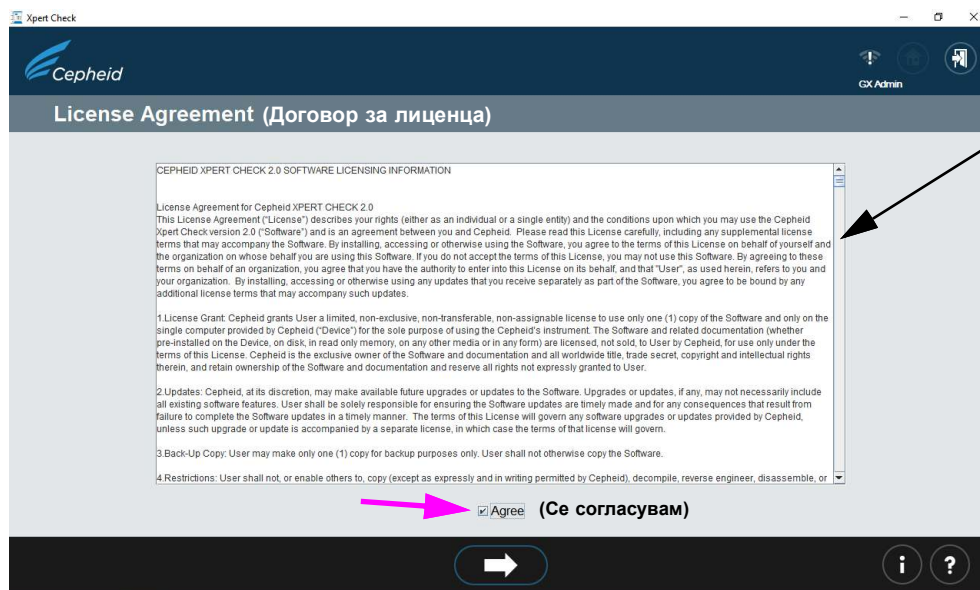 Xpert Check
Cepheid
GX Admin
License Agreement (Договор за лиценца)
CEPHEID XPERT CHECK 2.0 SOFTWARE LICENSING INFORMATION
License Agreement for Cepheid XPERT CHECK 2.0
This License Agreement ("License") describes your rights (either as an individual or a single entity) and the conditions upon which you may use the Cepheid
Xpert Check version 2.0 ("Software") and is an agreement between you and Cepheid. Please read this License carefully, including any supplemental license
terms that may accompany the Software. By installing, accessing or otherwise using the Software, you agree to the terms of this License on behalf of yourself and
the organization on whose behalf you are using this Software. If you do not accept the terms of this License, you may not use this Software. By agreeing to these
terms on behalf of an organization, you agree that you have the authority to enter into this License on its behalf, and that "User", as used herein, refers to you and
your organization. By installing, accessing or otherwise using any updates that you receive separately as part of the Software, you agree to be bound by any
additional license terms that may accompany such updates.
1.License Grant: Cepheid grants User a limited, non-exclusive, non-transferable, non-assignable license to use only one (1) copy of the Software and only on the
single computer provided by Cepheid ("Device") for the sole purpose of using the Cepheid's instrument. The Software and related documentation (whether
pre-installed on the Device, on disk, in read only memory, on any other media or in any form) are licensed, not sold, to User by Cepheid, for use only under the
terms of this License. Cepheid is the exclusive owner of the Software and documentation and all worldwide title, trade secret, copyright and intellectual rights
therein, and retain ownership of the Software and documentation and reserve all rights not expressly granted to User.
2.Updates: Cepheid, at its discretion, may make available future upgrades or updates to the Software. Upgrades or updates, if any, may not necessarily include
all existing software features. User shall be solely responsible for ensuring the Software updates are timely made and for any consequences that result from
failure to complete the Software updates in a timely manner. The terms of this License will govern any software upgrades or updates provided by Cepheid,
unless such upgrade or update is accompanied by a separate license, in which case the terms of that license will govern.
3.Back-Up Copy: User may make only one (1) copy for backup purposes only. User shall not otherwise copy the Software.
4.Restrictions: User shall not, or enable others to, copy (except as expressly and in writing permitted by Cepheid), decompile, reverse engineer, disassemble, or
Agree (Се согласувам)
i ?